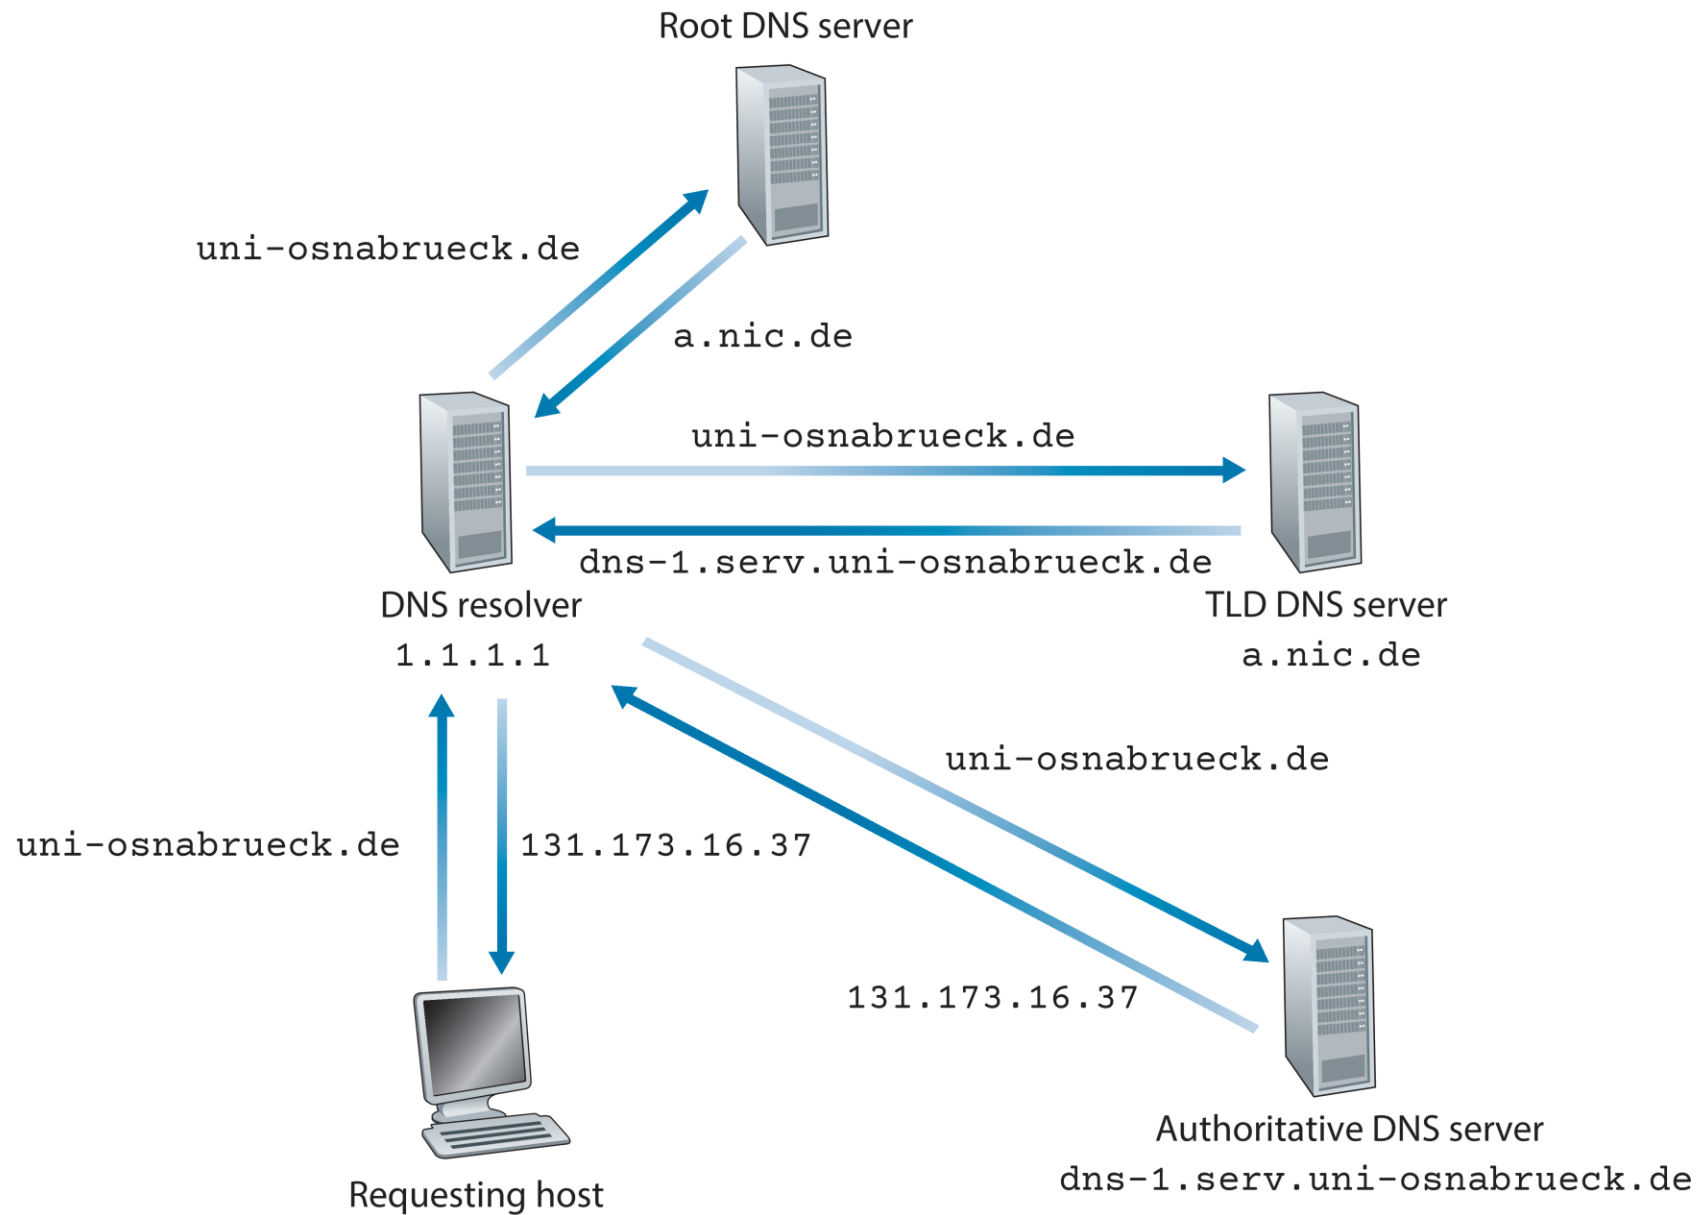 Root DNS server
uni-osnabrueck.de
a.nic.de
uni-osnabrueck.de
dns-1.serv.uni-osnabrueck.de
DNS resolver
1.1.1.1
TLD DNS server
a.nic.de
uni-osnabrueck.de
uni-osnabrueck.de
131.173.16.37
131.173.16.37
Authoritative DNS server
dns-1.serv.uni-osnabrueck.de
Requesting host